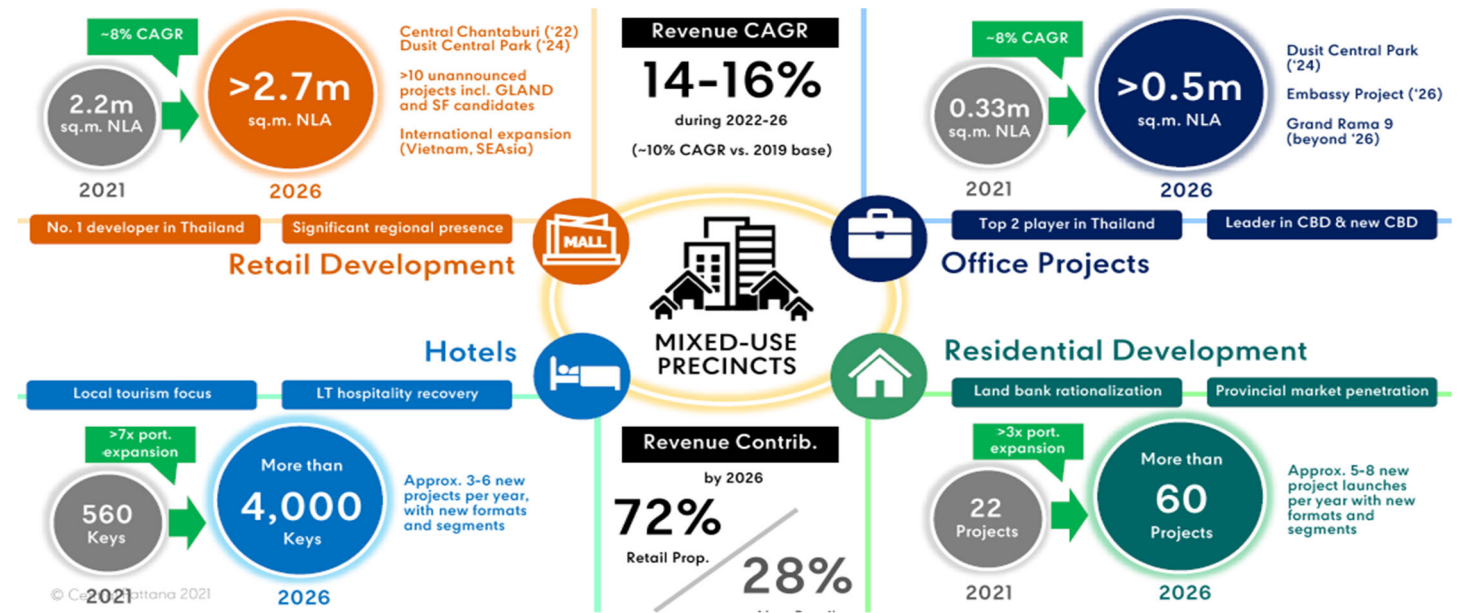 ~8% CAGR
2.2m
sq.m. NLA
2021
>2.7m
sq.m. NLA
2026
Central Chantaburi ('22)
Dusit Central Park ('24)
>10 unannounced
projects incl. GLAND
and SF candidates
International expansion
(Vietnam, SEAsia)
No. 1 developer in Thailand
Significant regional presence
Retail Development
MALL
Revenue CAGR
14-16%
during 2022-26
(~10% CAGR vs. 2019 base)
~8% CAGR
0.33m
sq.m. NLA
2021
>0.5m
sq.m. NLA
2026
Dusit Central Park
('24)
Embassy Project ('26)
Grand Rama 9
(beyond '26)
Top 2 player in Thailand
Leader in CBD & new CBD
Office Projects
MIXED-USE
PRECINCTS
Hotels
Local tourism focus
LT hospitality recovery
>7x port.
expansion
560
Keys
2021
More than
4,000
Keys
2026
Approx. 3-6 new
projects per year,
with new formats
and segments
© Central Pattana 2021
Revenue Contrib.
by 2026
72%
Retail Prop.
28%
Residential Development
Land bank rationalization
Provincial market penetration
>3x port.
expansion
22
Projects
2021
More than
60
Projects
2026
Approx. 5-8 new
project launches
per year with new
formats and
segments